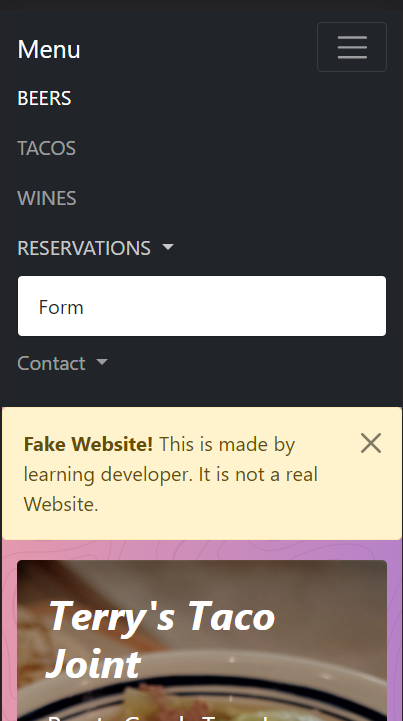 Menu
BEERS
TACOS
WINES
RESERVATIONS
Form
Contact
Fake Website! This is made by
learning developer. It is not a real
Website.
Terry's Taco
Joint